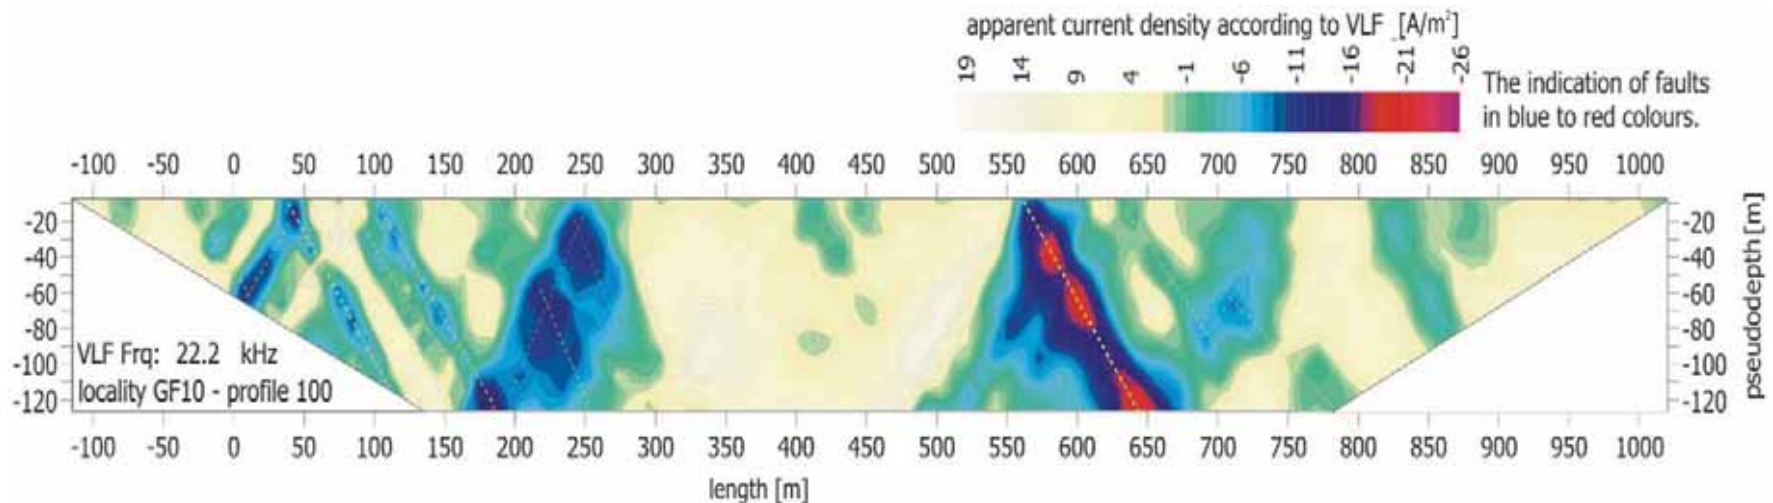 apparent current density according to VLF _[A/m²]
19 14 9 4 -1 -6 -11 -16 -21 -26
The indication of faults
in blue to red colours.
-100 -50 0 50 100 150 200 250 300 350 400 450 500 550 600 650 700 750 800 850 900 950 1000
-20 -20
-40 -40
-60 -60
-80 -80
-100 -100
-120 -120
pseudodepth [m]
VLF Frq: 22.2 kHz
locality GF10 - profile 100
-100 -50 0 50 100 150 200 250 300 350 400 450 500 550 600 650 700 750 800 850 900 950 1000
length [m]